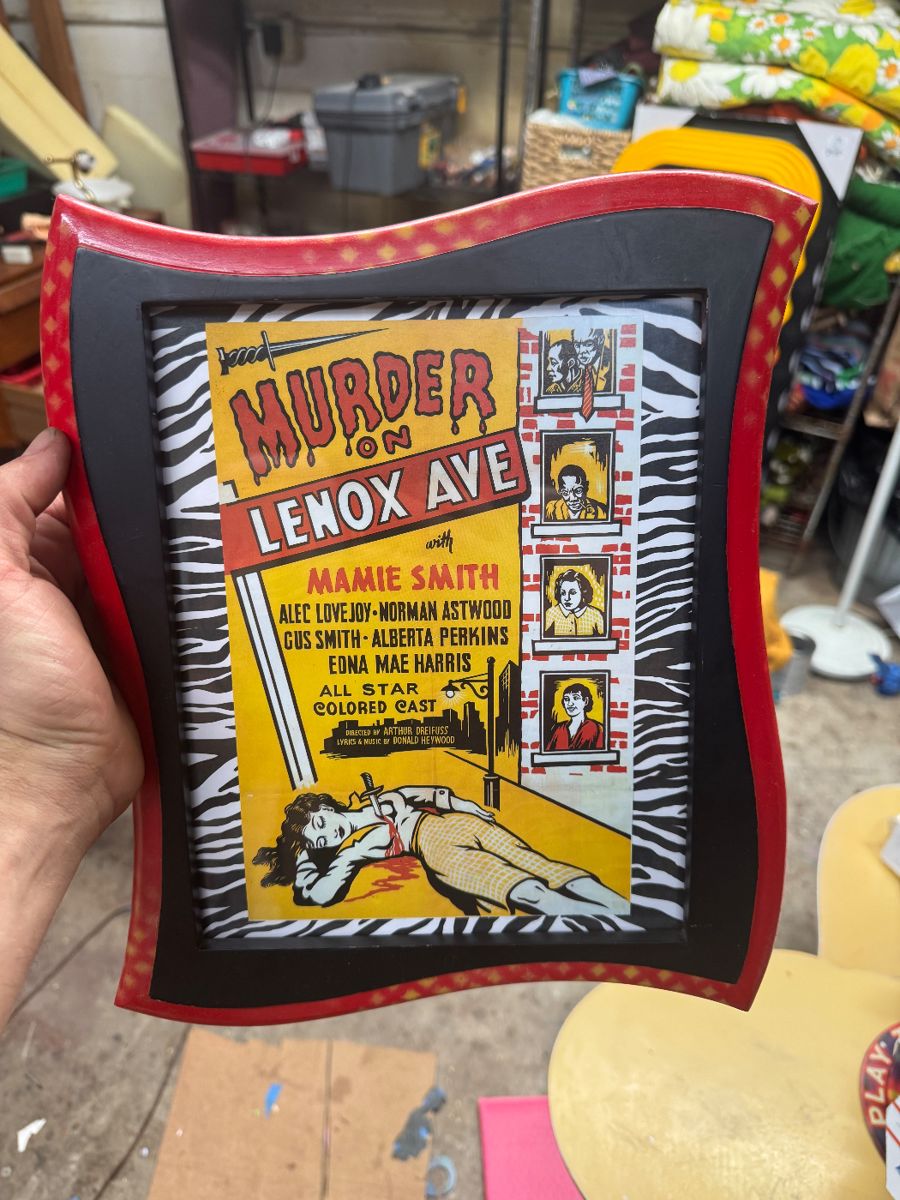 MURDER
ON
LENOX AVE
with
MAMIE SMITH
ALEC LOVEJOY · NORMAN ASTWOOD
GUS SMITH · ALBERTA PERKINS
EDNA MAE HARRIS
ALL STAR
COLORED CAST
DIRECTED BY ARTHUR DREIFUSS
LYRICS & MUSIC BY DONALD HEYWOOD
PLAY